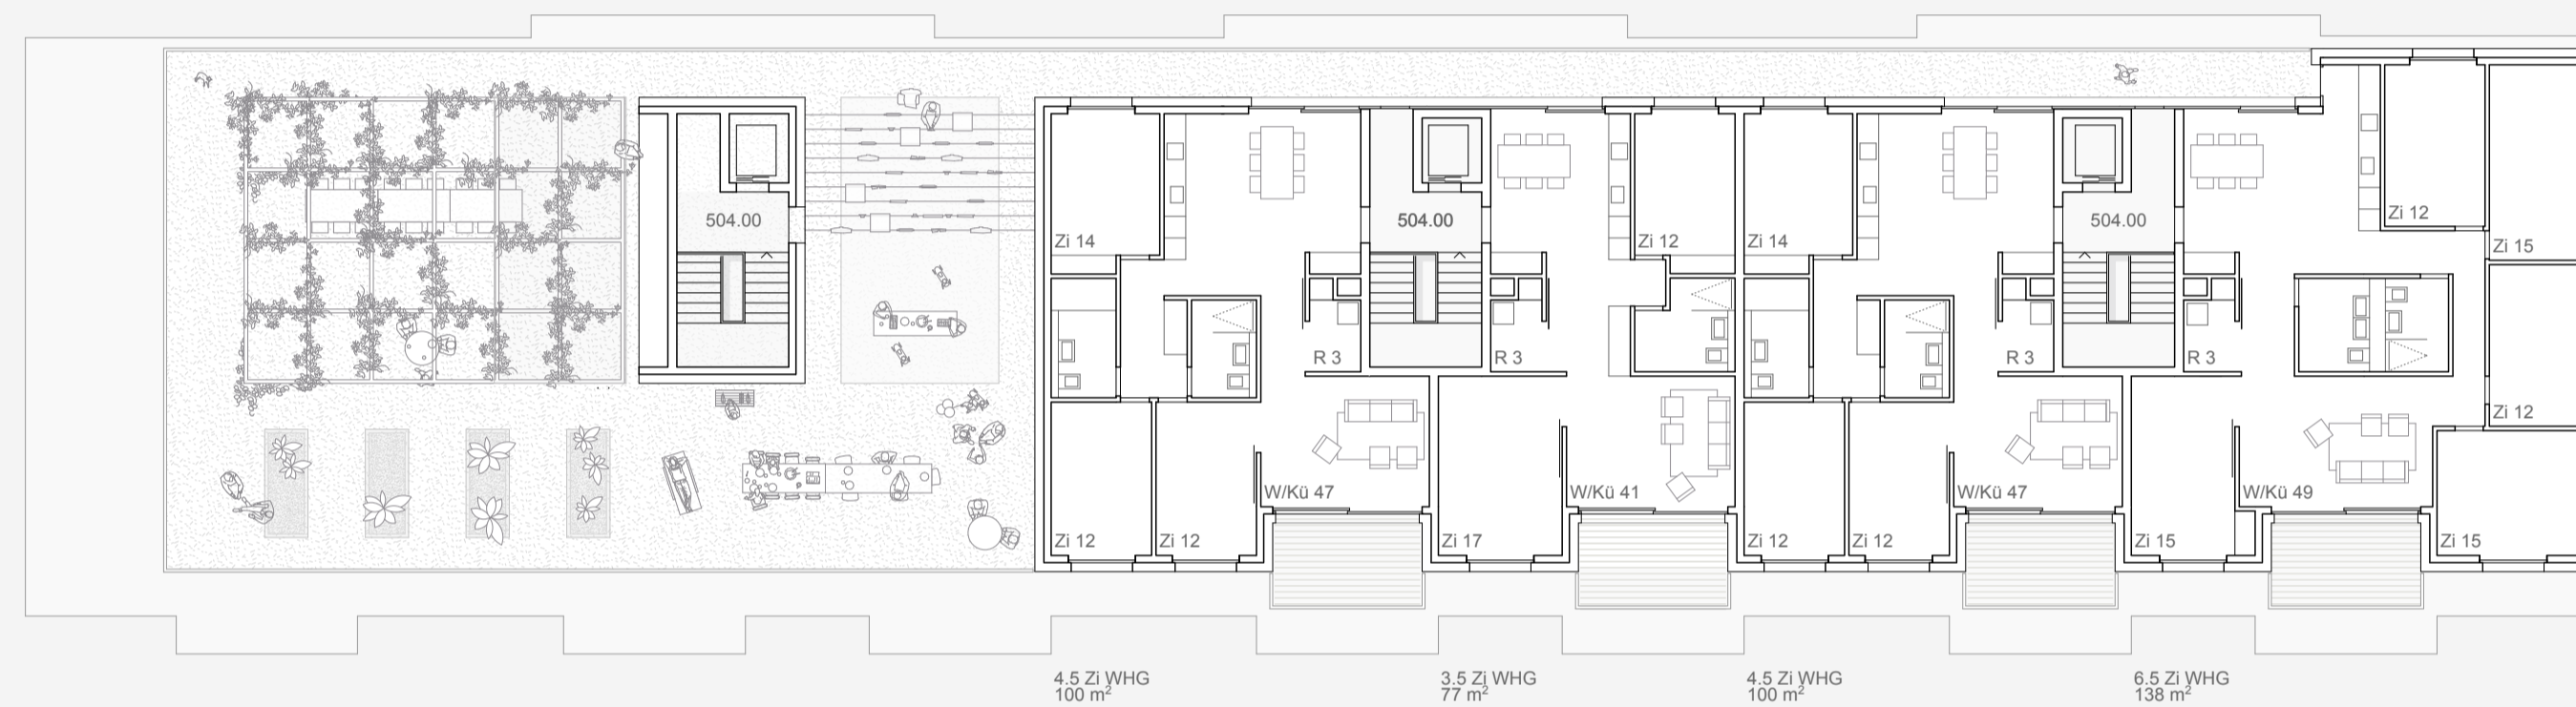 504.00
504.00
504.00
Zi 14
Zi 12
Zi 14
Zi 12
Zi 15
R 3
R 3
R 3
R 3
Zi 12
W/Kü 47
W/Kü 41
W/Kü 47
W/Kü 49
Zi 12
Zi 12
Zi 17
Zi 12
Zi 12
Zi 15
Zi 15
4.5 Zi WHG
100 m²
3.5 Zi WHG
77 m²
4.5 Zi WHG
100 m²
6.5 Zi WHG
138 m²